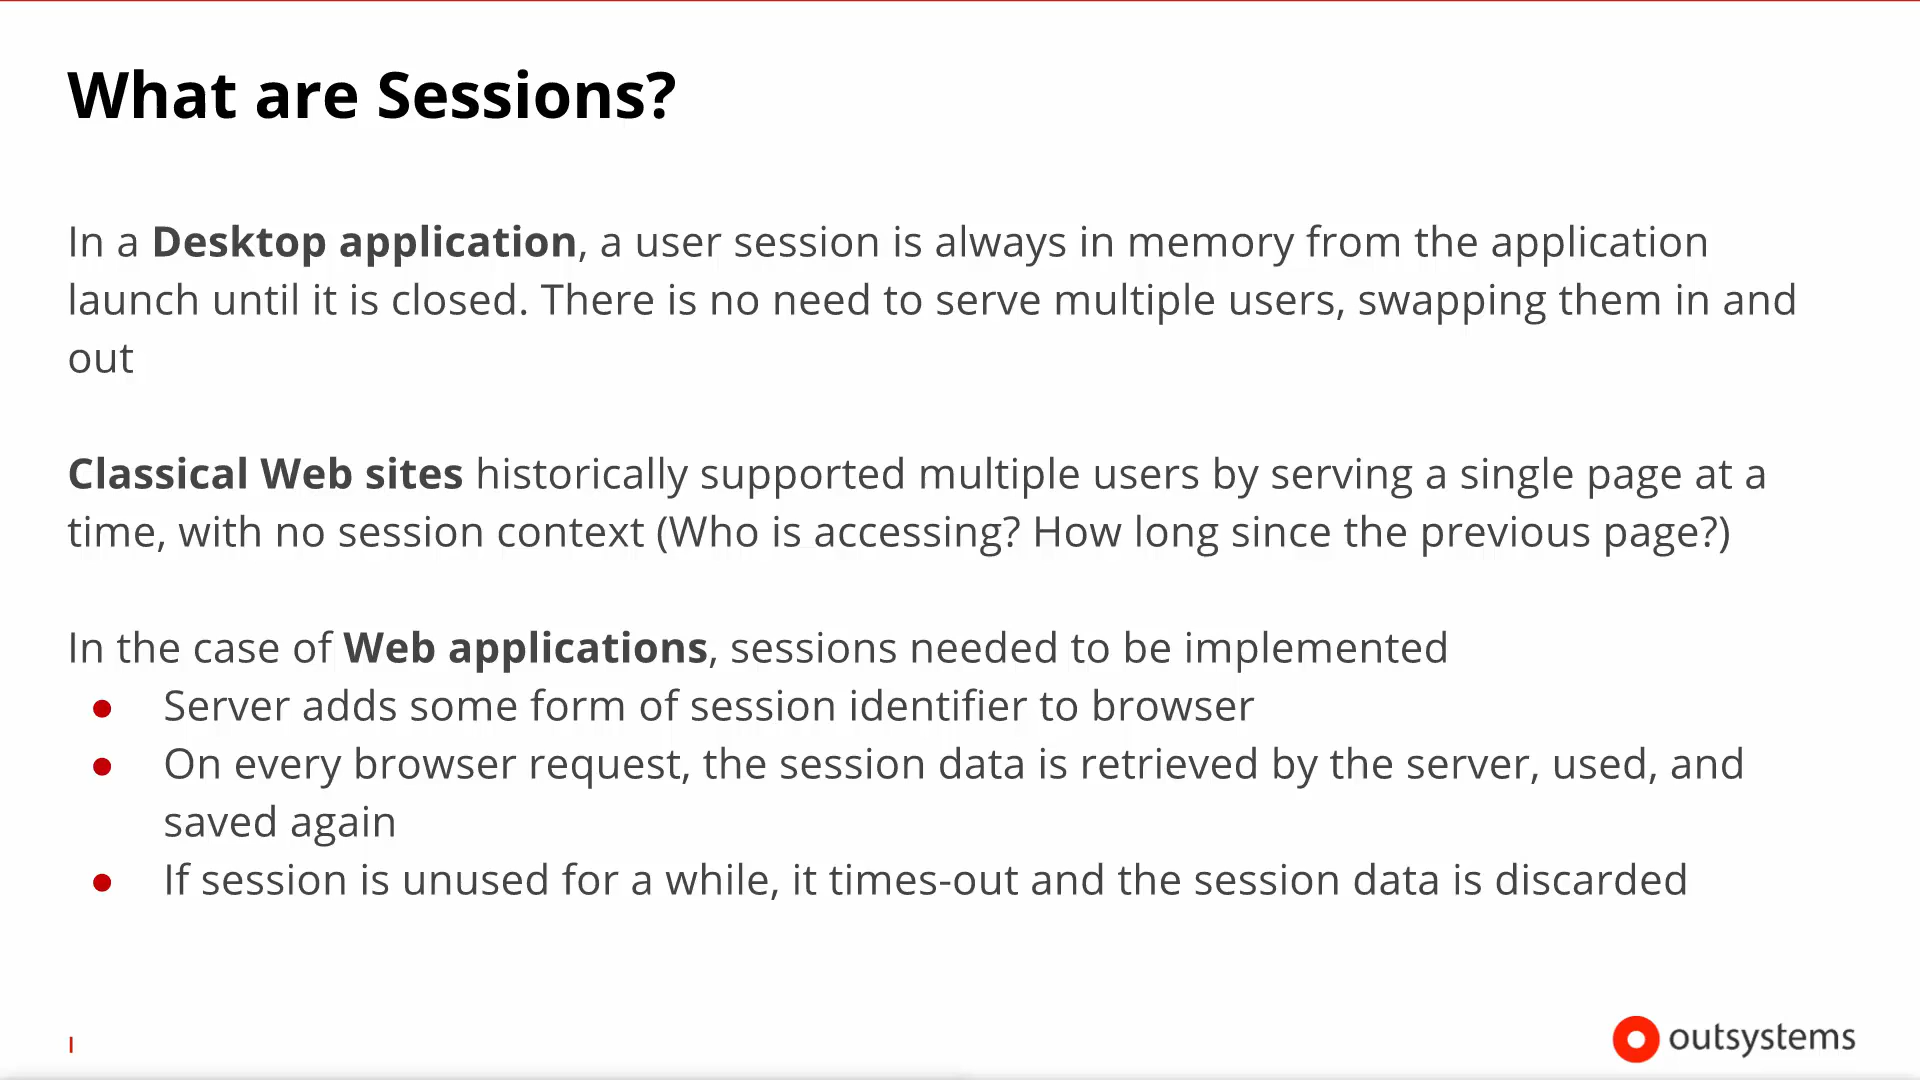 What are Sessions?
In a Desktop application, a user session is always in memory from the application
launch until it is closed. There is no need to serve multiple users, swapping them in and
out
Classical Web sites historically supported multiple users by serving a single page at a
time, with no session context (Who is accessing? How long since the previous page?)
In the case of Web applications, sessions needed to be implemented
● Server adds some form of session identifier to browser
● On every browser request, the session data is retrieved by the server, used, and
saved again
● If session is unused for a while, it times-out and the session data is discarded
I
outsystems